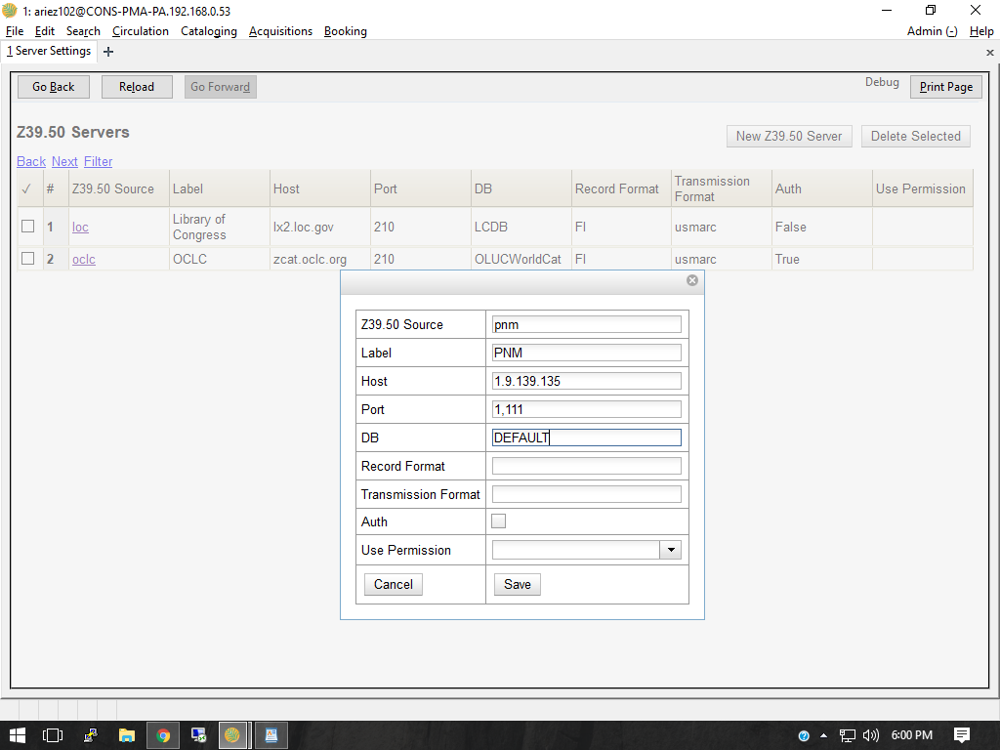 1: ariez102@CONS-PMA-PA.192.168.0.53
File Edit Search Circulation Cataloging Acquisitions Booking Admin (-) Help
1 Server Settings
Go Back Reload Go Forward Debug Print Page
Z39.50 Servers New Z39.50 Server Delete Selected
Back Next Filter
✓ # Z39.50 Source Label Host Port DB Record Format Transmission Format Auth Use Permission
1 loc Library of Congress lx2.loc.gov 210 LCDB FI usmarc False
2 oclc OCLC zcat.oclc.org 210 OLUCWorldCat FI usmarc True
Z39.50 Source pnm
Label PNM
Host 1.9.139.135
Port 1,111
DB DEFAULT
Record Format
Transmission Format
Auth
Use Permission
Cancel Save
6:00 PM